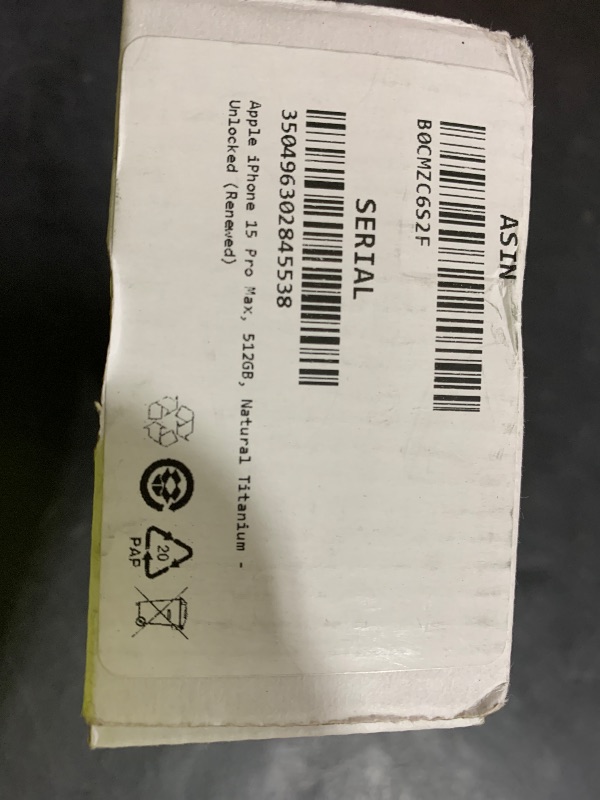 ASIN
B0CMZC6S2F
SERIAL
350496302845538
Apple iPhone 15 Pro Max, 512GB, Natural Titanium -
Unlocked (Renewed)
20
PAP